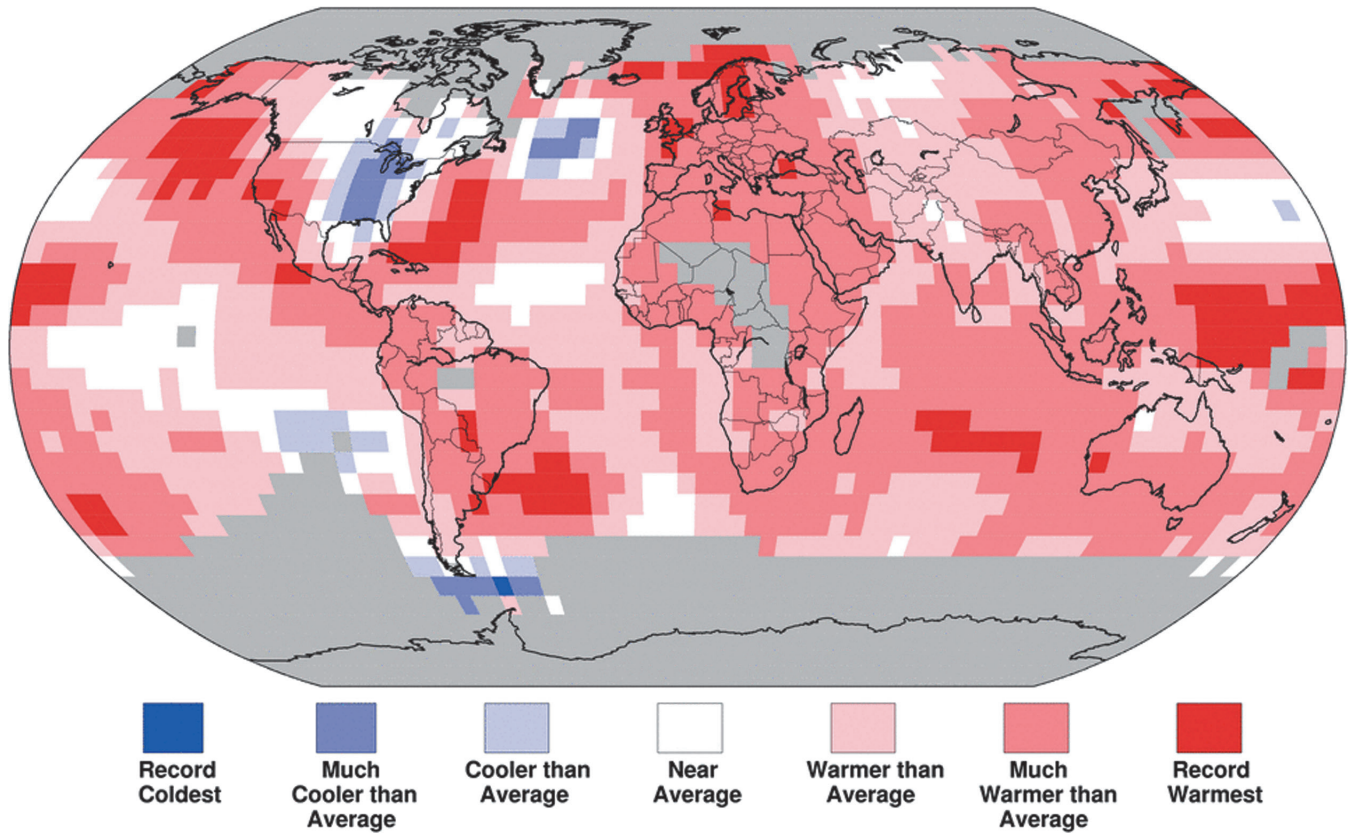 Record
Coldest
Much
Cooler than
Average
Cooler than
Average
Near
Average
Warmer than
Average
Much
Warmer than
Average
Record
Warmest